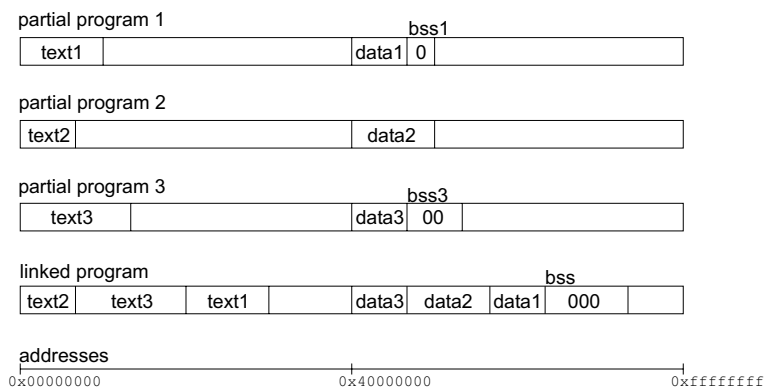 partial program 1
bss1
text1 data1 0
partial program 2
text2 data2
partial program 3
bss3
text3 data3 00
linked program
bss
text2 text3 text1 data3 data2 data1 000
addresses
0x00000000 0x40000000 0xffffffff